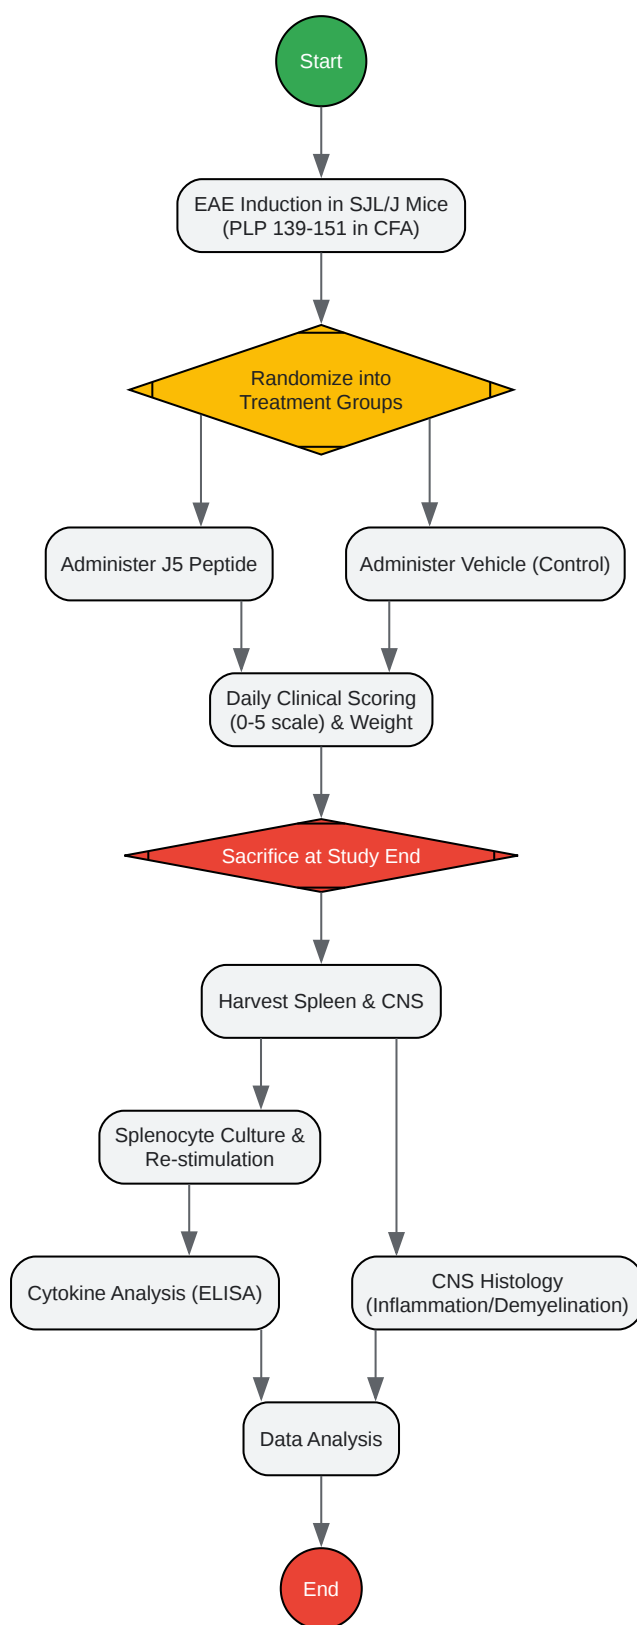 Start
EAE Induction in SJL/J Mice
(PLP 139-151 in CFA)
Randomize into
Treatment Groups
Administer J5 Peptide
Administer Vehicle (Control)
Daily Clinical Scoring
(0-5 scale) & Weight
Sacrifice at Study End
Harvest Spleen & CNS
Splenocyte Culture &
Re-stimulation
Cytokine Analysis (ELISA)
CNS Histology
(Inflammation/Demyelination)
Data Analysis
End